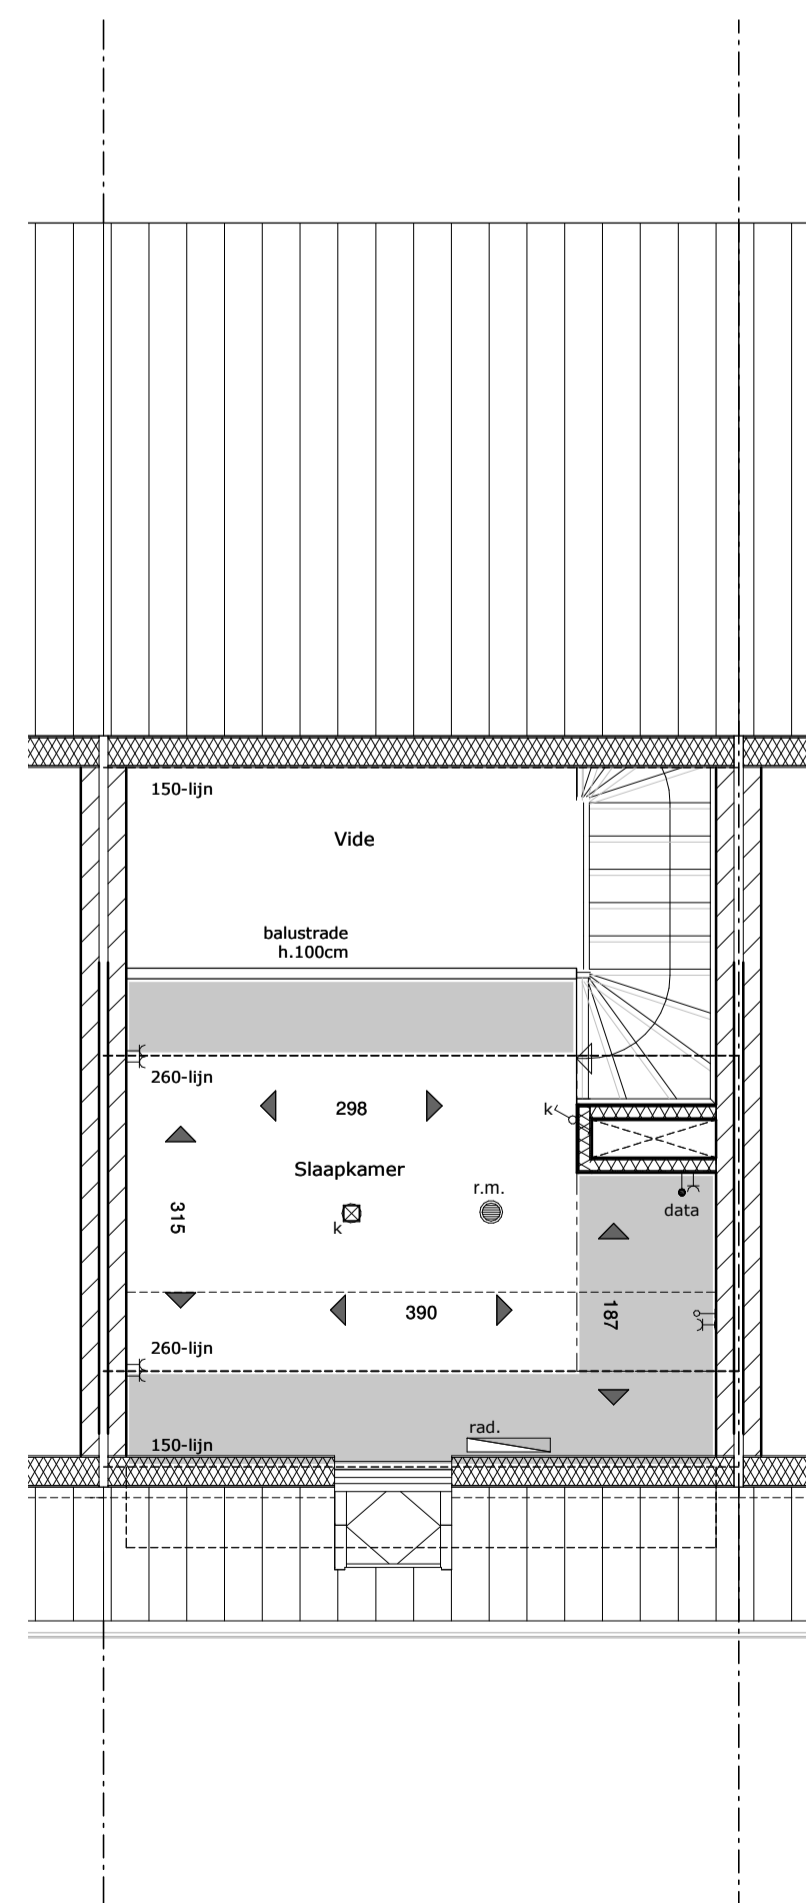 150-lijn
Vide
balustrade
h.100cm
260-lijn
298
k
Slaapkamer
r.m.
315
k
data
390
187
260-lijn
rad.
150-lijn